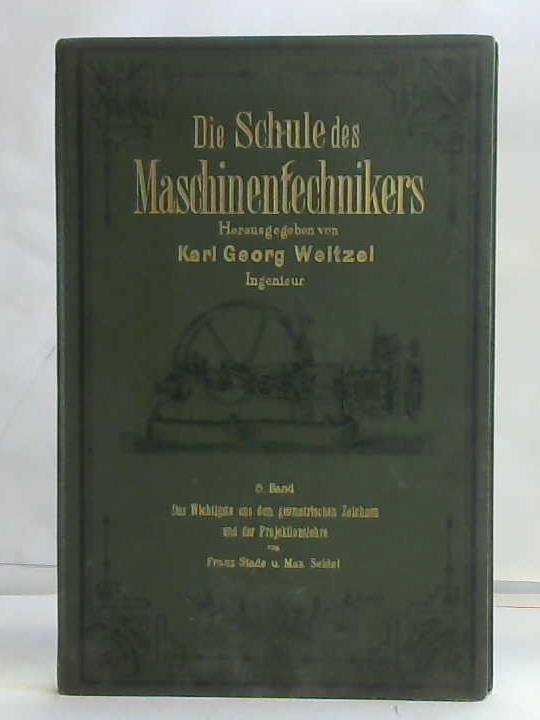 Die Schule des
Maschinentechnikers
Herausgegeben von
Karl Georg Weitzel
Ingenieur
Band
Das Wichtigste aus dem geometrischen Zeichnen
und der Projektionslehre
von
Franz Stade u. Max Seidel